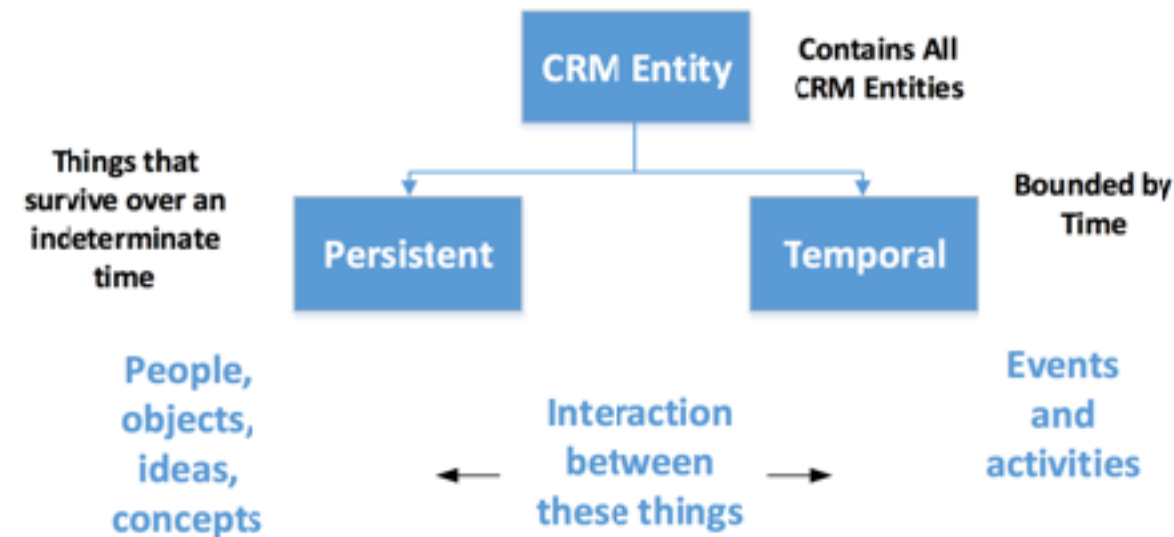 CRM Entity
Contains All
CRM Entities
Things that
survive over an
indeterminate
time
Persistent
Temporal
Bounded by
Time
People,
objects,
ideas,
concepts
Interaction
between
these things
Events
and
activities